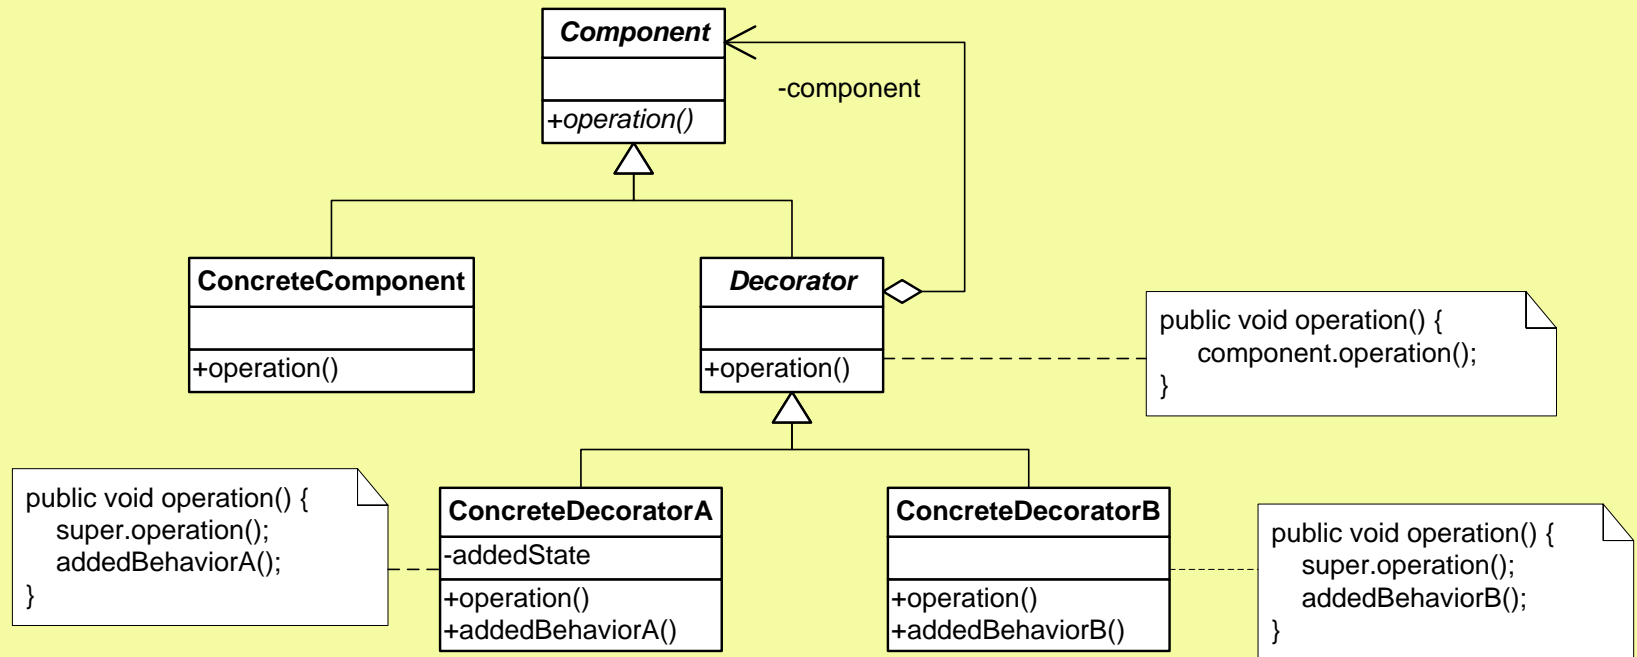 Component
-component
+operation()
ConcreteComponent
+operation()
Decorator
+operation()
public void operation() {
component.operation();
}
public void operation() {
super.operation();
addedBehaviorA();
}
ConcreteDecoratorA
-addedState
+operation()
+addedBehaviorA()
ConcreteDecoratorB
+operation()
+addedBehaviorB()
public void operation() {
super.operation();
addedBehaviorB();
}